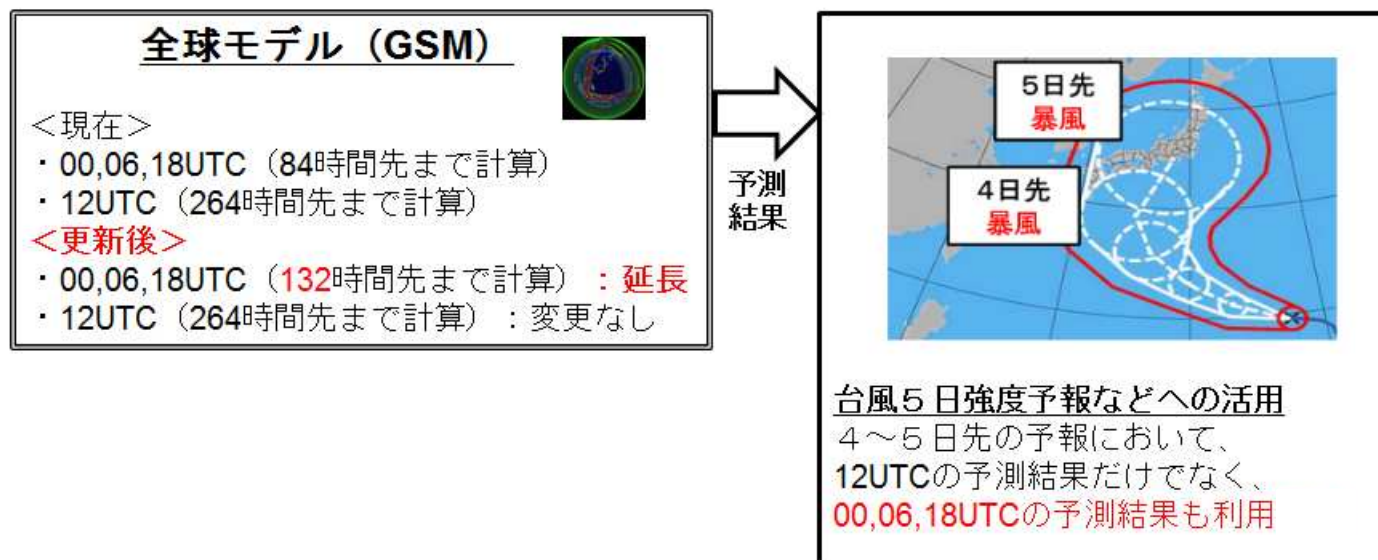 全球モデル（GSM）
＜現在＞
・00,06,18UTC（84時間先まで計算）
・12UTC（264時間先まで計算）
＜更新後＞
・00,06,18UTC（132時間先まで計算）：延長
・12UTC（264時間先まで計算）：変更なし
予測
結果
５日先
暴風
４日先
暴風
台風５日強度予報などへの活用
４～５日先の予報において、
12UTCの予測結果だけでなく、
00,06,18UTCの予測結果も利用